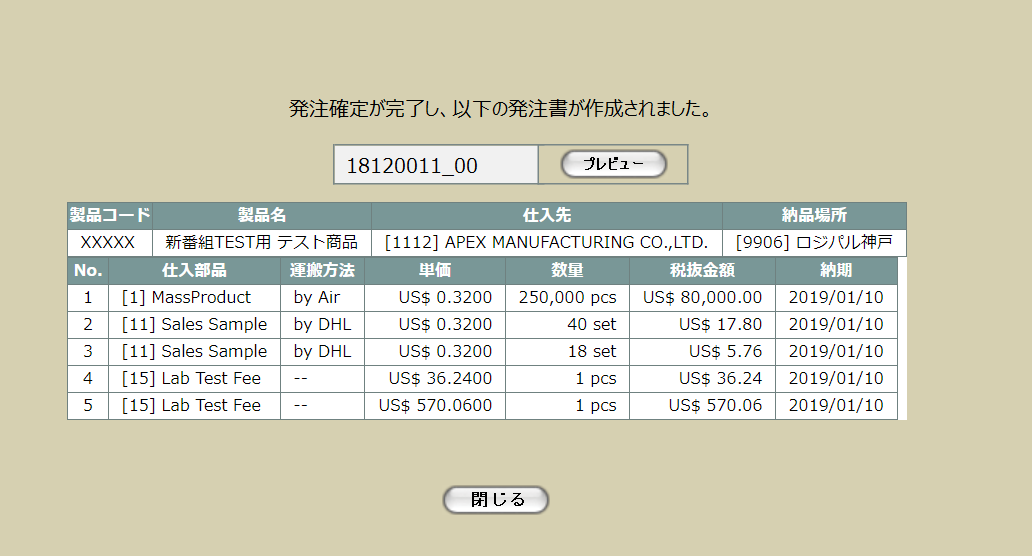 発注確定が完了し、以下の発注書が作成されました。
18120011_00 プレビュー
製品コード 製品名 仕入先 納品場所
XXXXX 新番組TEST用 テスト商品 [1112] APEX MANUFACTURING CO.,LTD. [9906] ロジパル神戸
No. 仕入部品 運搬方法 単価 数量 税抜金額 納期
1 [1] MassProduct by Air US$ 0.3200 250,000 pcs US$ 80,000.00 2019/01/10
2 [11] Sales Sample by DHL US$ 0.3200 40 set US$ 17.80 2019/01/10
3 [11] Sales Sample by DHL US$ 0.3200 18 set US$ 5.76 2019/01/10
4 [15] Lab Test Fee -- US$ 36.2400 1 pcs US$ 36.24 2019/01/10
5 [15] Lab Test Fee -- US$ 570.0600 1 pcs US$ 570.06 2019/01/10
閉じる